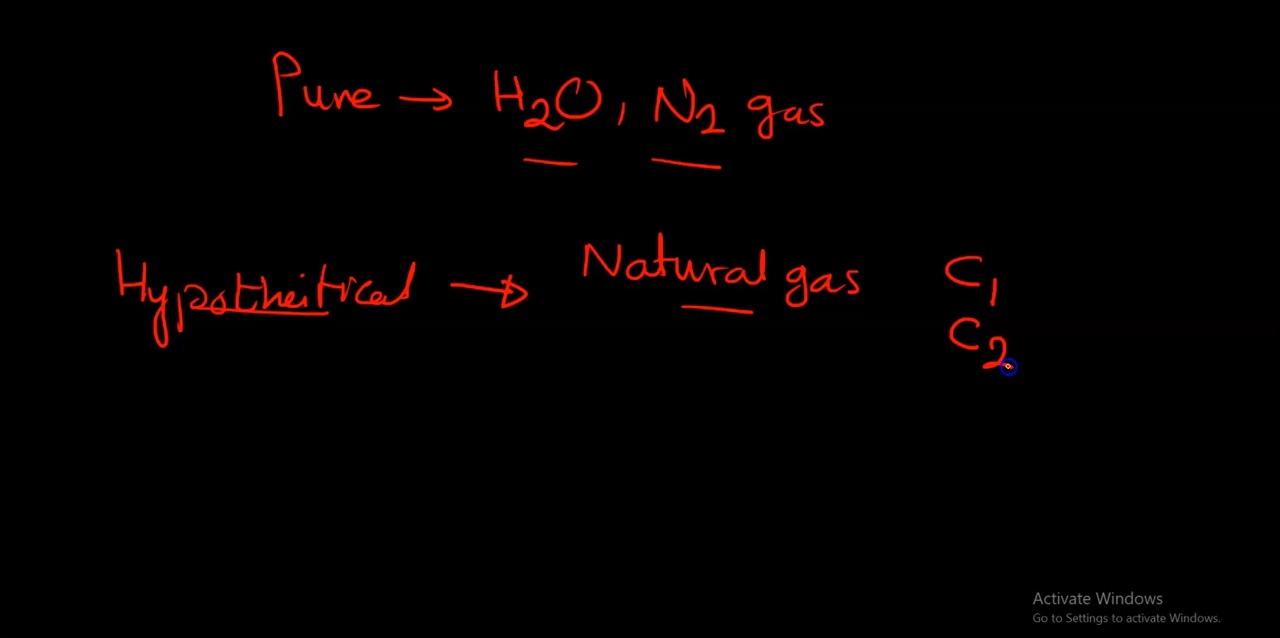 Pure → H2O, N2 gas
Hypotheitical → Natural gas C1
C2
Activate Windows
Go to Settings to activate Windows.